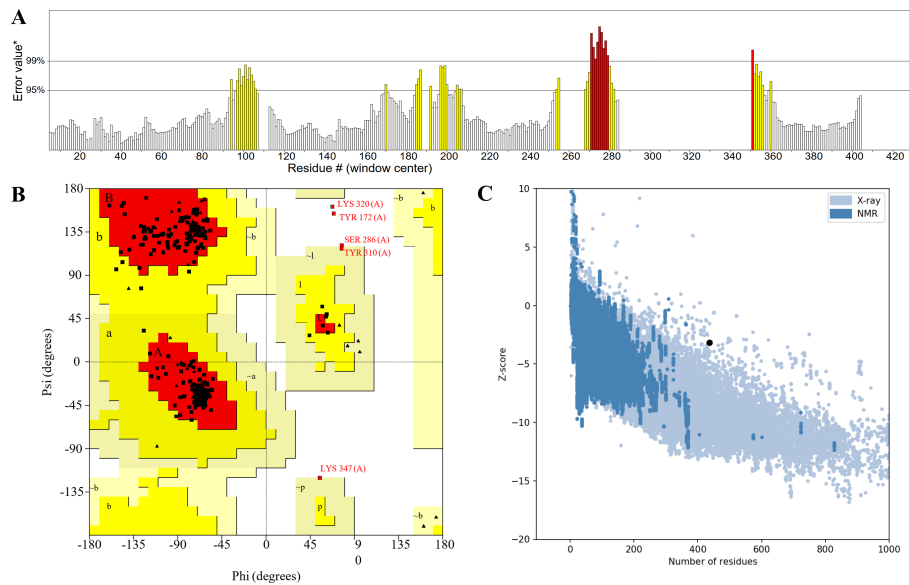 A
Error value*
99%
95%
20 40 60 80 100 120 140 160 180 200 220 240 260 280 300 320 340 360 380 400 420
Residue # (window center)
B
180
135
90
45
0
-45
-90
-135
B
b
~b
a
A
~a
~l
l
L
~b
b
LYS 320 (A)
TYR 172 (A)
SER 286 (A)
TYR 310 (A)
LYS 347 (A)
~b
b
~p
p
~b
b
-180 -135 -90 -45 0 45 9 135 180
0
Psi (degrees)
Phi (degrees)
C
X-ray
NMR
10
5
0
−5
−10
−15
−20
Z-score
0 200 400 600 800 1000
Number of residues